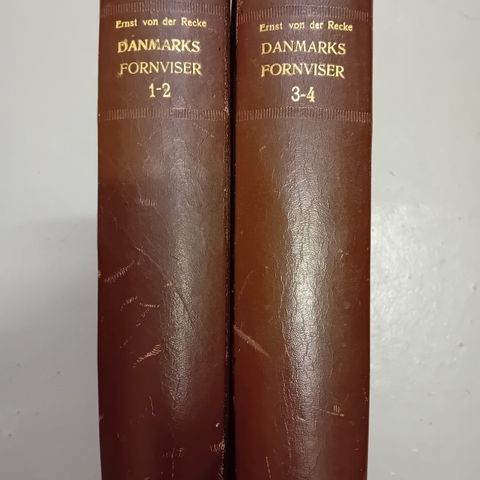 Ernst von der Recke
DANMARKS
FORNVISER
1-2
Ernst von der Recke
DANMARKS
FORNVISER
3-4